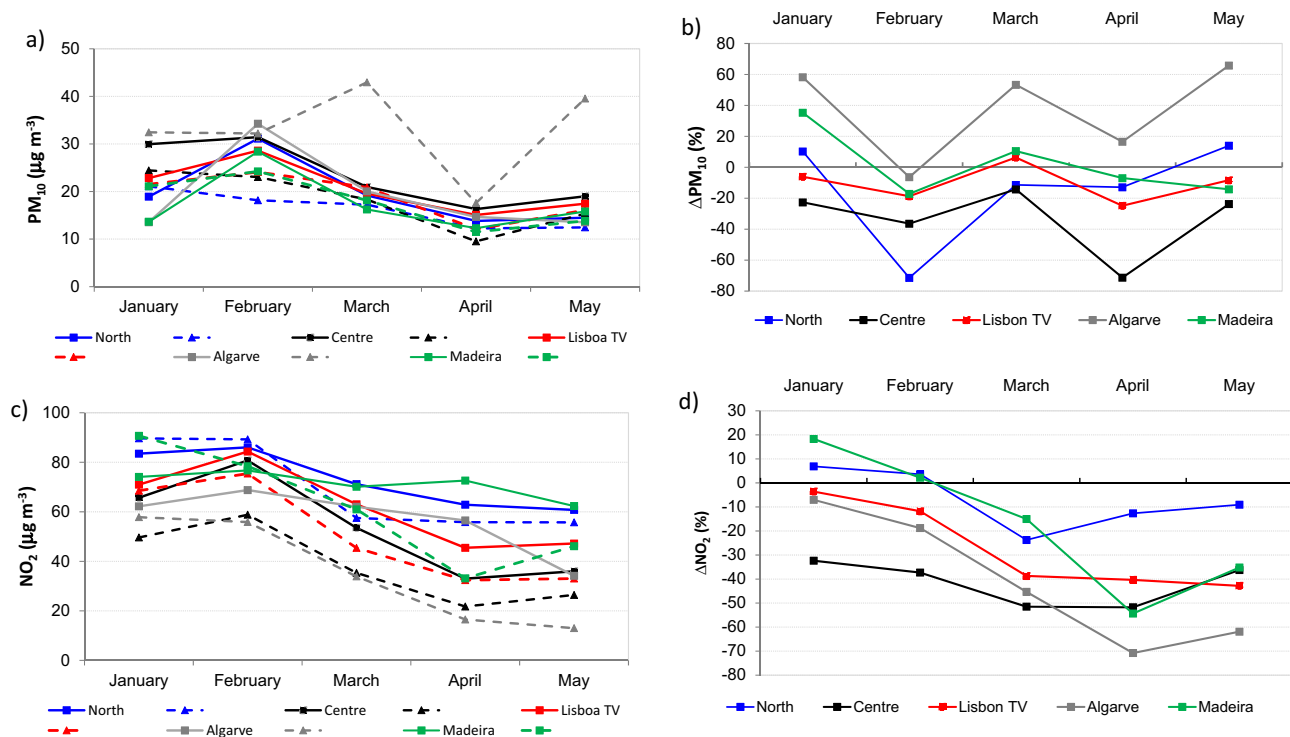 a)
PM10 (µg m-3)
50
40
30
20
10
0
January February March April May
North Centre Lisboa TV
Algarve Madeira
b)
January February March April May
ΔPM10 (%)
80
60
40
20
0
-20
-40
-60
-80
North Centre Lisbon TV Algarve Madeira
c)
NO2 (µg m-3)
100
80
60
40
20
0
January February March April May
North Centre Lisboa TV
Algarve Madeira
d)
January February March April May
ΔNO2 (%)
30
20
10
0
-10
-20
-30
-40
-50
-60
-70
-80
North Centre Lisbon TV Algarve Madeira